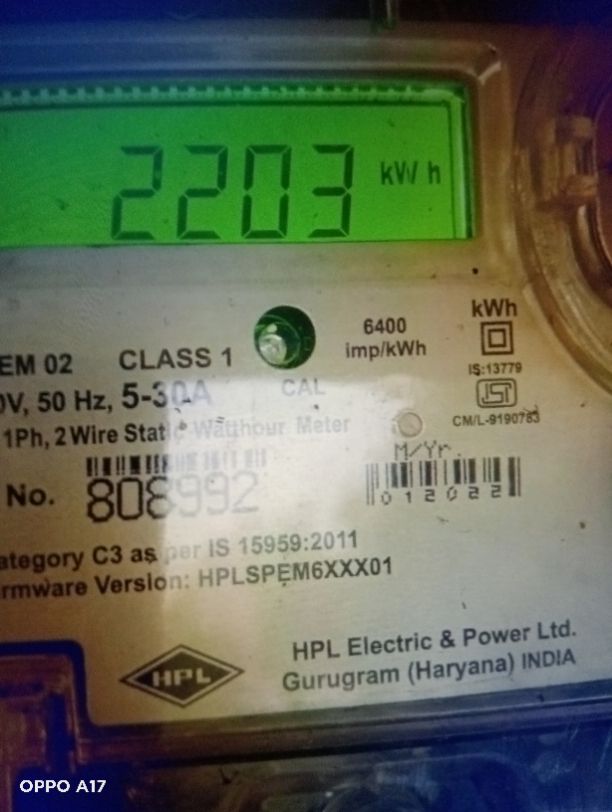 2203 kWh
kWh
6400
imp/kWh
IS:13779
EM 02 CLASS 1
CAL
V, 50 Hz, 5-30A
CM/L-9190783
1Ph, 2 Wire Static Watthour Meter
M/Yr.
No. 808992
012022
ategory C3 as per IS 15959:2011
rmware Version: HPLSPEM6XXX01
HPL
HPL Electric & Power Ltd.
Gurugram (Haryana) INDIA
OPPO A17